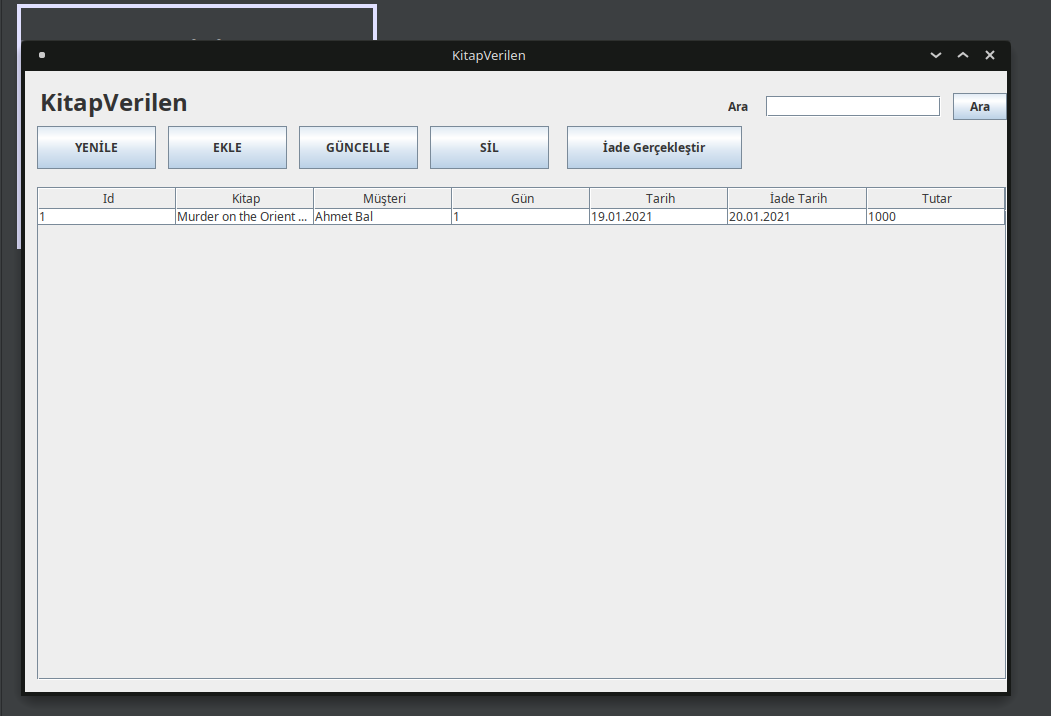 KitapVerilen
KitapVerilen
Ara Ara
YENİLE EKLE GÜNCELLE SİL İade Gerçekleştir
Id Kitap Müşteri Gün Tarih İade Tarih Tutar
1 Murder on the Orient ... Ahmet Bal 1 19.01.2021 20.01.2021 1000